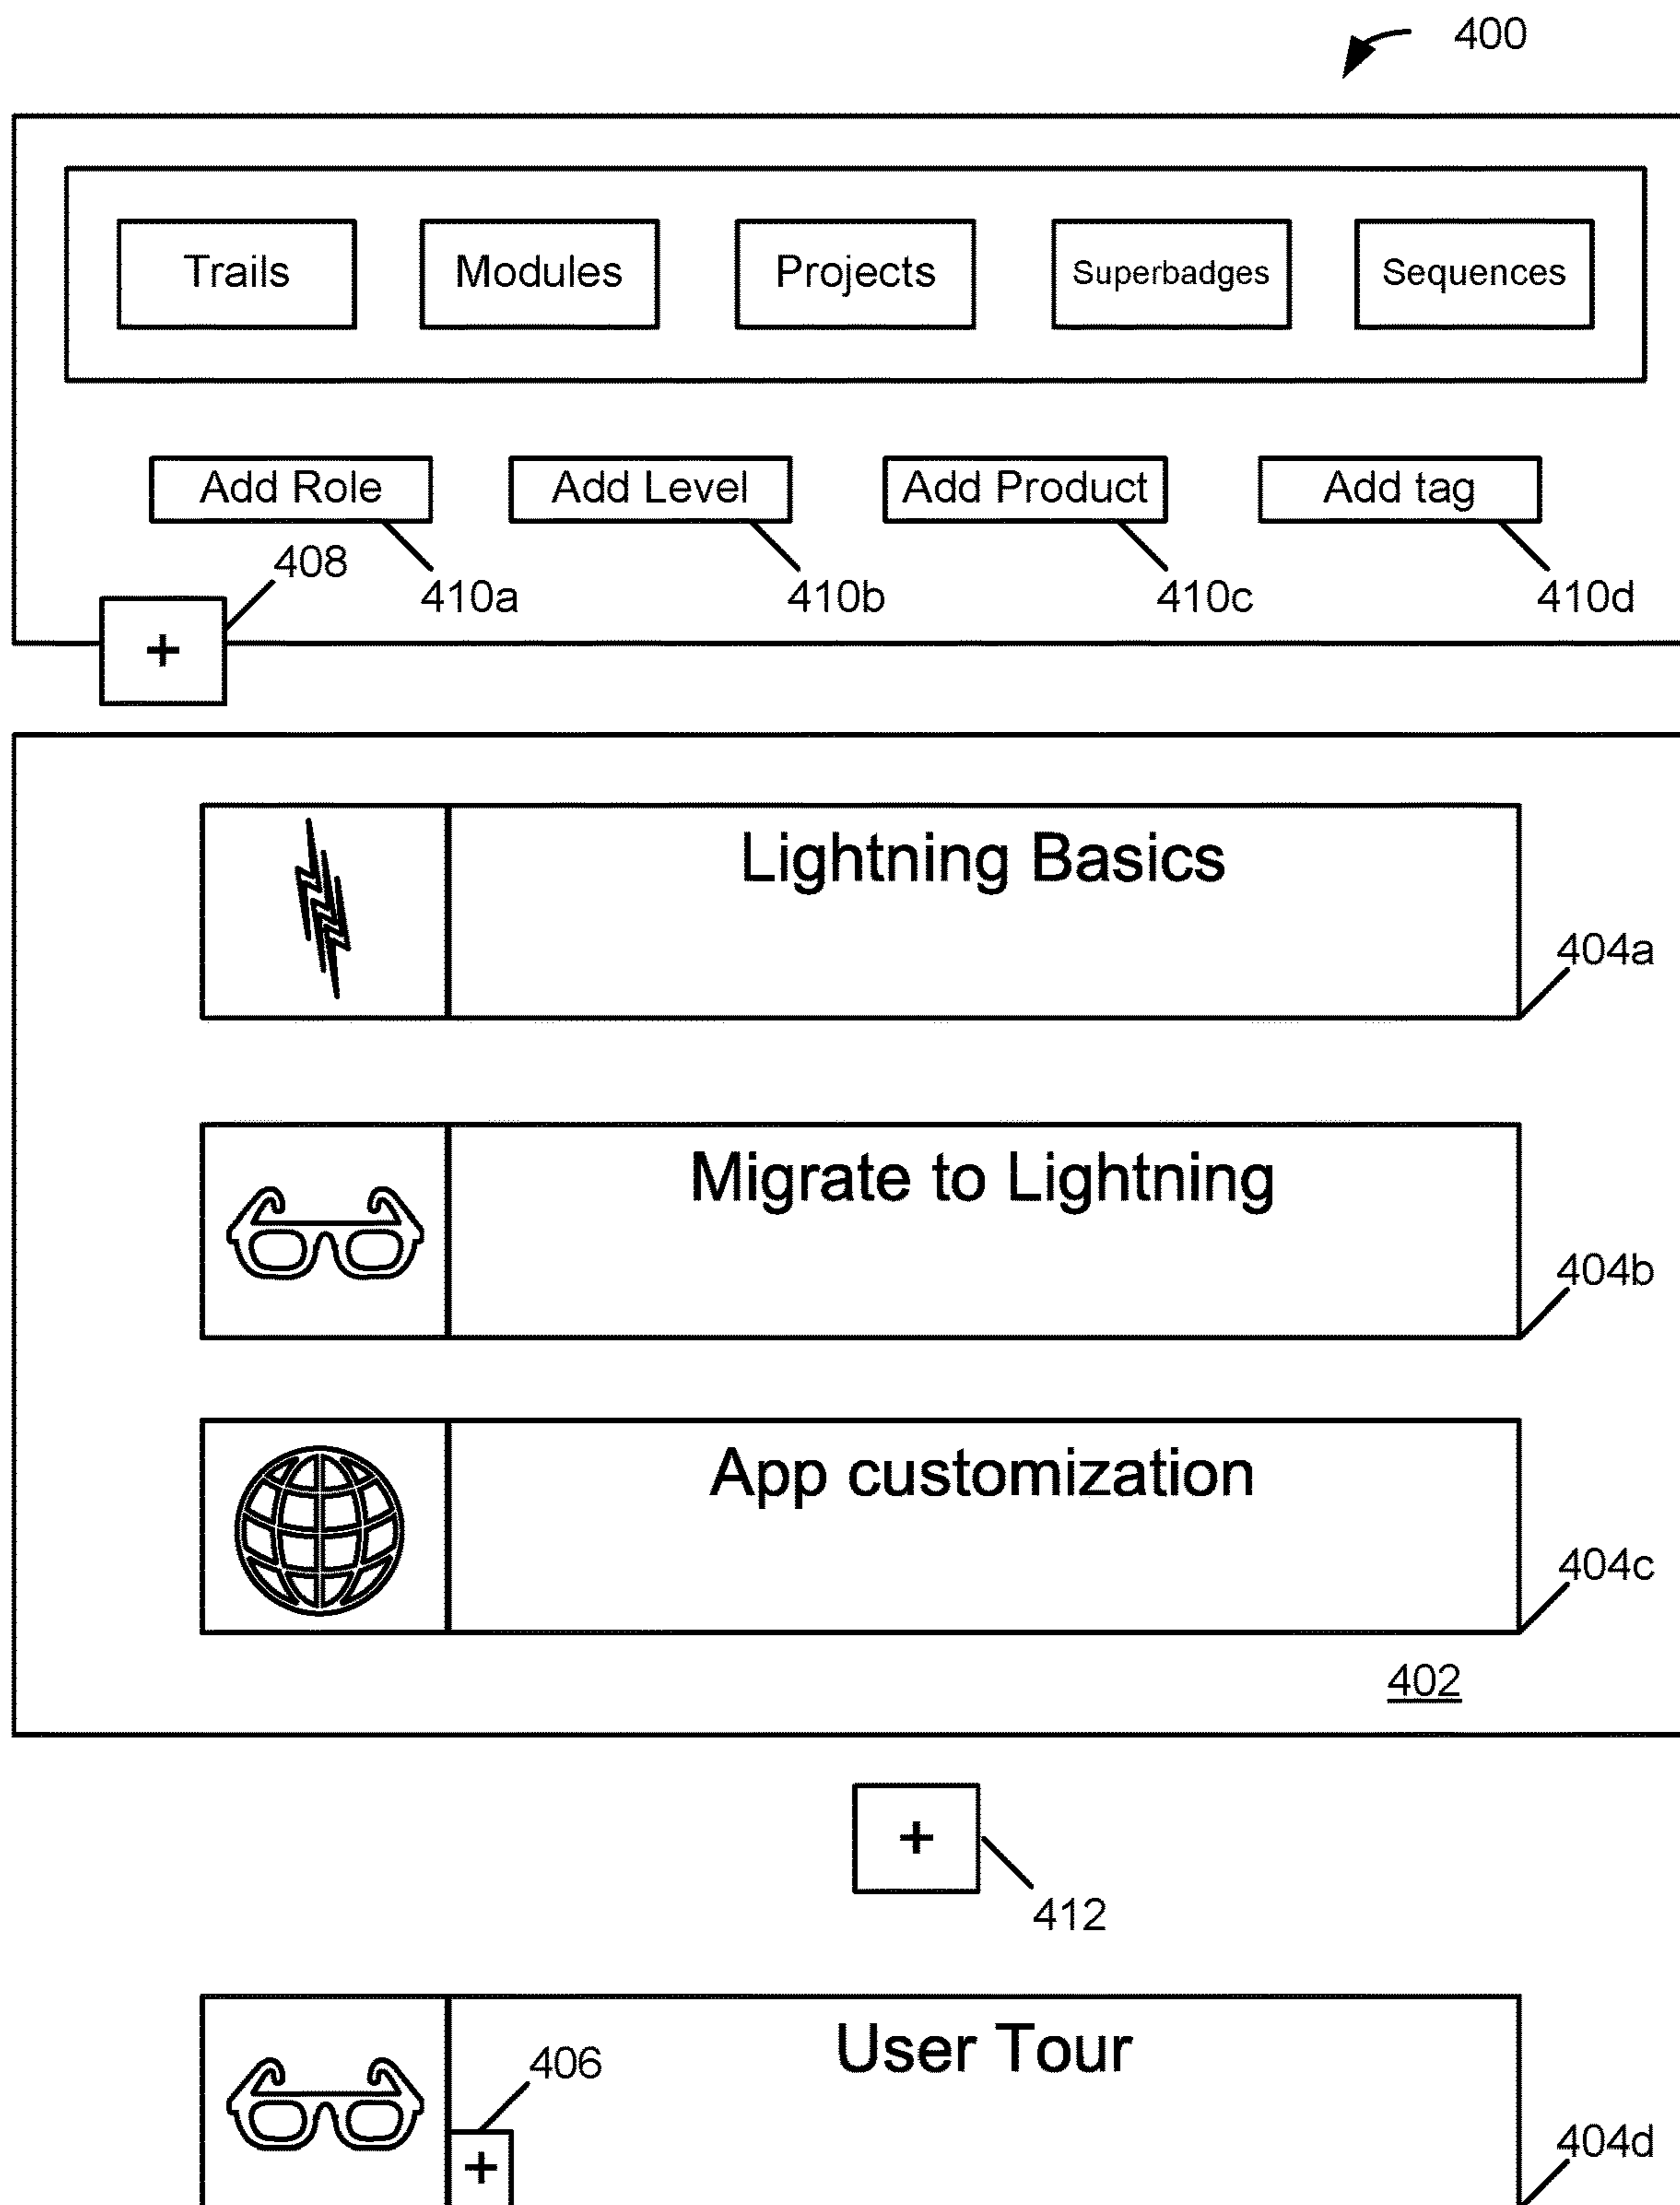 400
Trails Modules Projects Superbadges Sequences
Add Role Add Level Add Product Add tag
408
410a 410b 410c 410d
+
Lightning Basics
404a
Migrate to Lightning
404b
App customization
404c
402
+
412
User Tour
406
404d
+